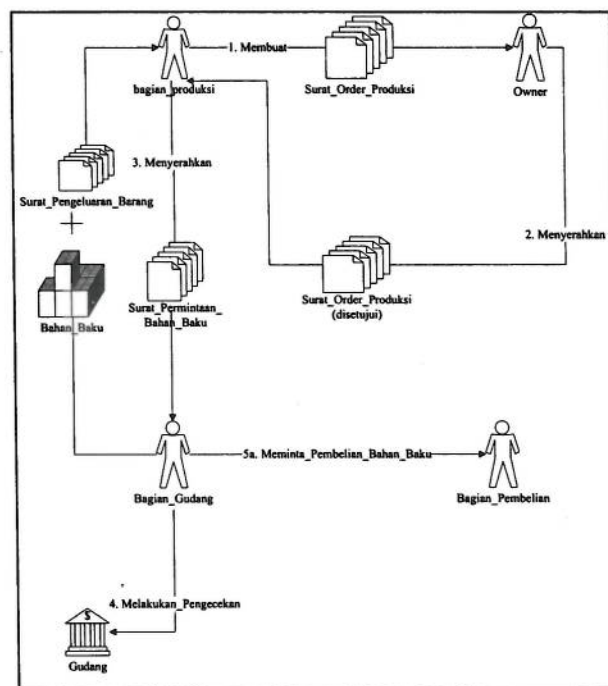 1. Membuat
bagian_produksi
Surat_Order_Produksi
Owner
3. Menyerahkan
Surat_Pengeluaran_Barang
2. Menyerahkan
Surat_Permintaan_
Bahan_Baku
Surat_Order_Produksi
(disetujui)
Bahan_Baku
5a. Meminta_Pembelian_Bahan_Baku
Bagian_Gudang
Bagian_Pembelian
4. Melakukan_Pengecekan
S
Gudang